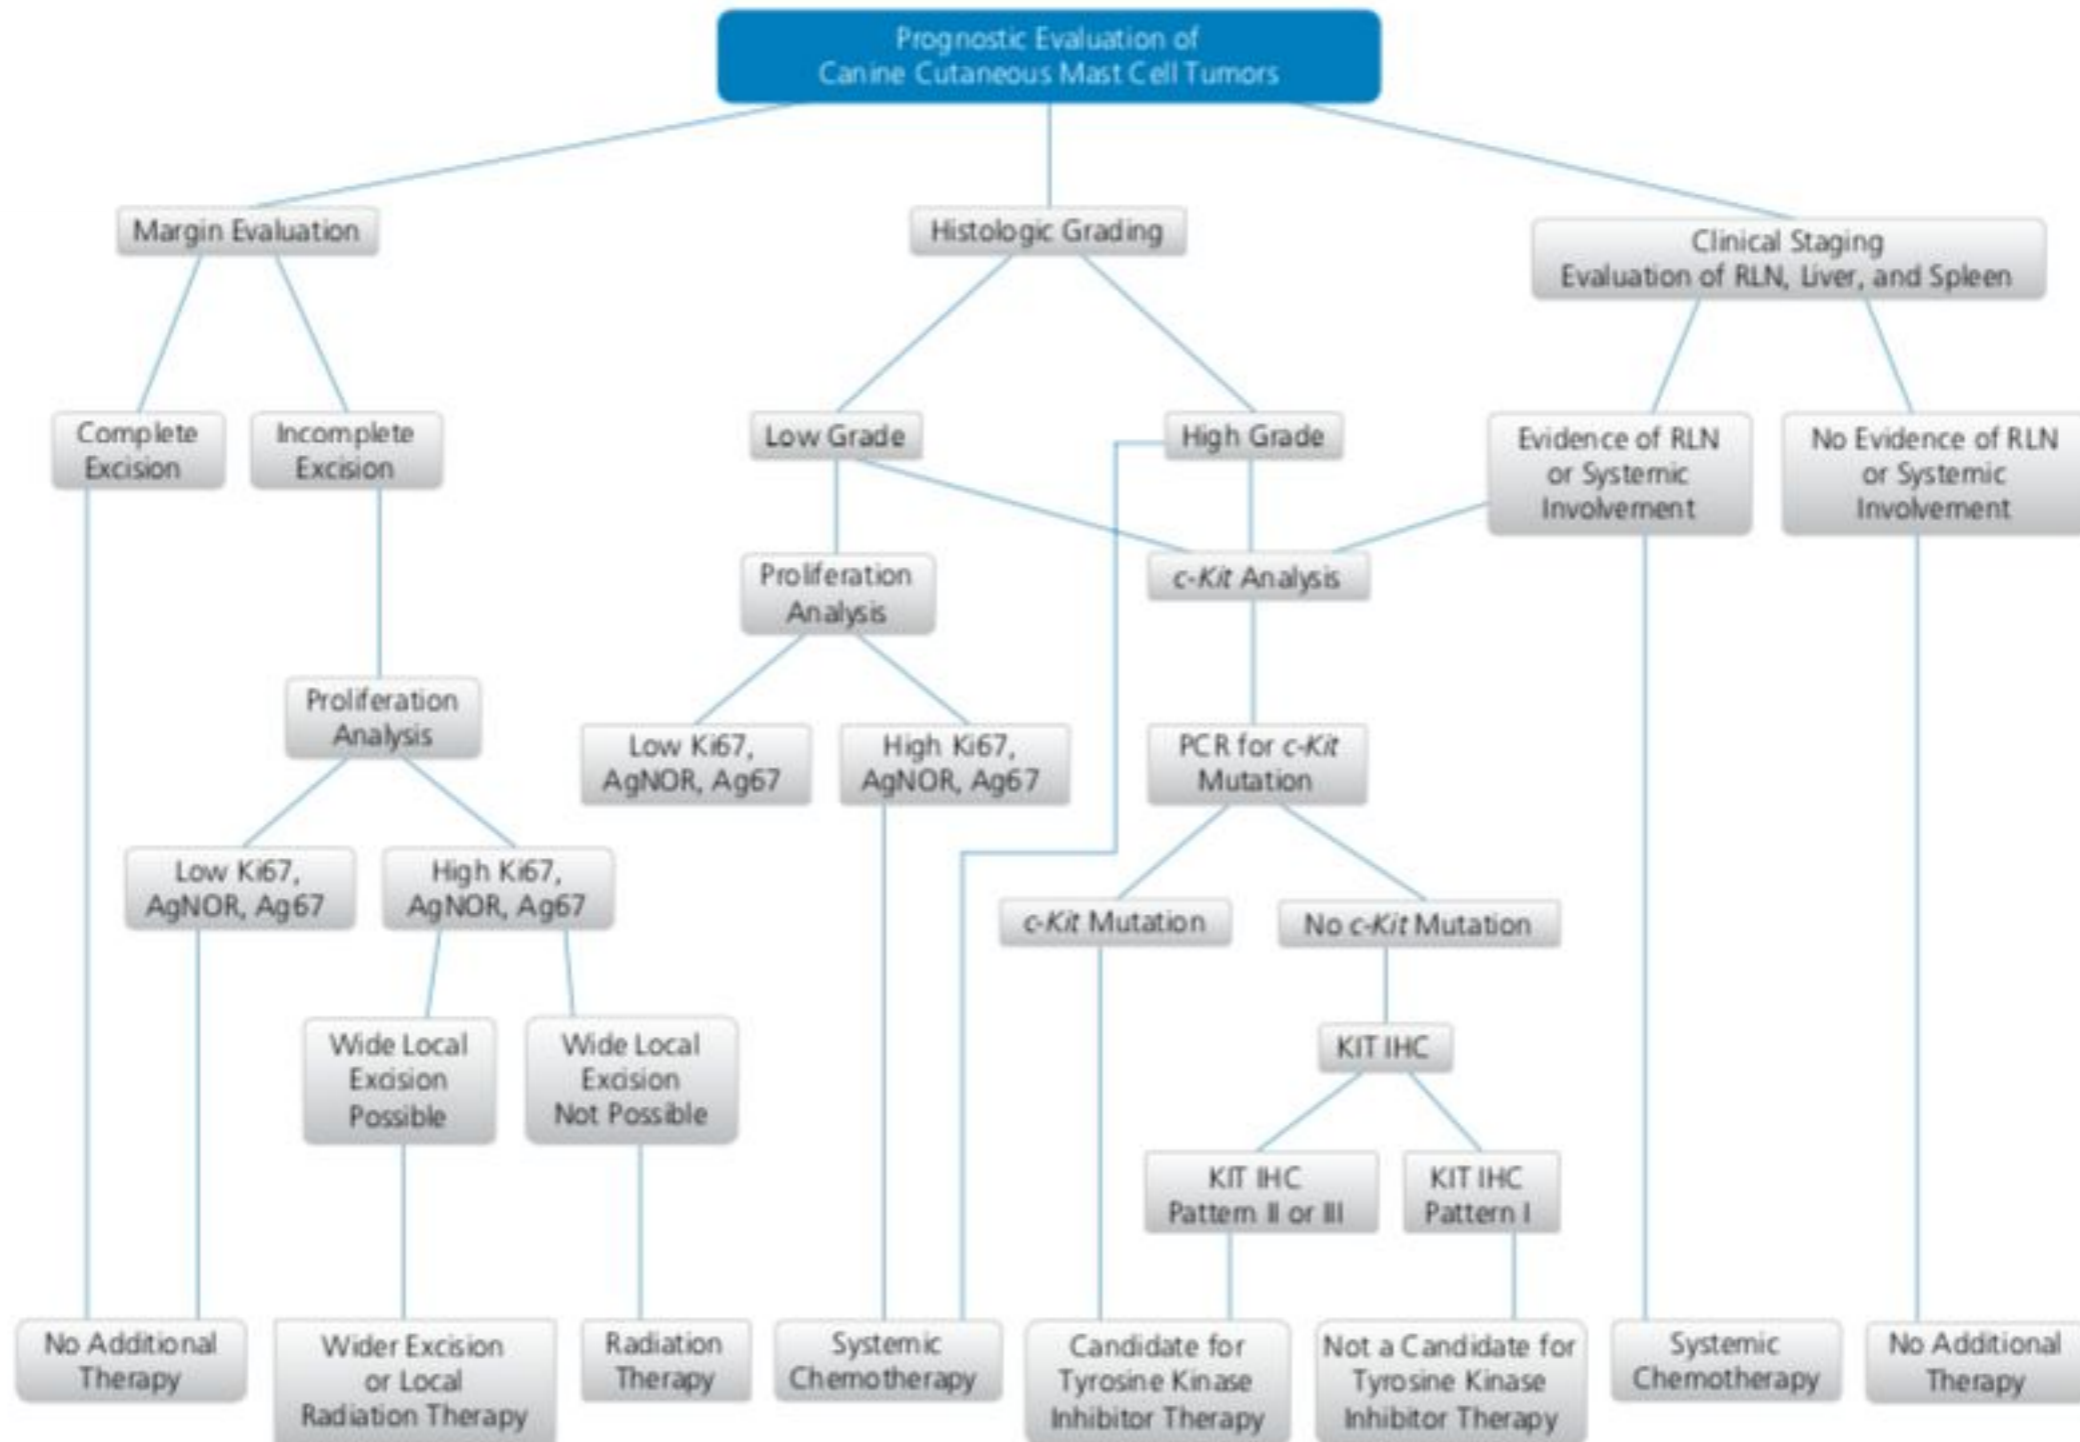 Prognostic Evaluation of
Canine Cutaneous Mast Cell Tumors
Margin Evaluation
Histologic Grading
Clinical Staging
Evaluation of RLN, Liver, and Spleen
Complete
Excision
Incomplete
Excision
Low Grade
High Grade
Evidence of RLN
or Systemic
Involvement
No Evidence of RLN
or Systemic
Involvement
Proliferation
Analysis
c-Kit Analysis
Proliferation
Analysis
Low Ki67,
AgNOR, Ag67
High Ki67,
AgNOR, Ag67
PCR for c-Kit
Mutation
Low Ki67,
AgNOR, Ag67
High Ki67,
AgNOR, Ag67
c-Kit Mutation
No c-Kit Mutation
Wide Local
Excision
Possible
Wide Local
Excision
Not Possible
KIT IHC
KIT IHC
Pattern II or III
KIT IHC
Pattern I
No Additional
Therapy
Wider Excision
or Local
Radiation Therapy
Radiation
Therapy
Systemic
Chemotherapy
Candidate for
Tyrosine Kinase
Inhibitor Therapy
Not a Candidate for
Tyrosine Kinase
Inhibitor Therapy
Systemic
Chemotherapy
No Additional
Therapy